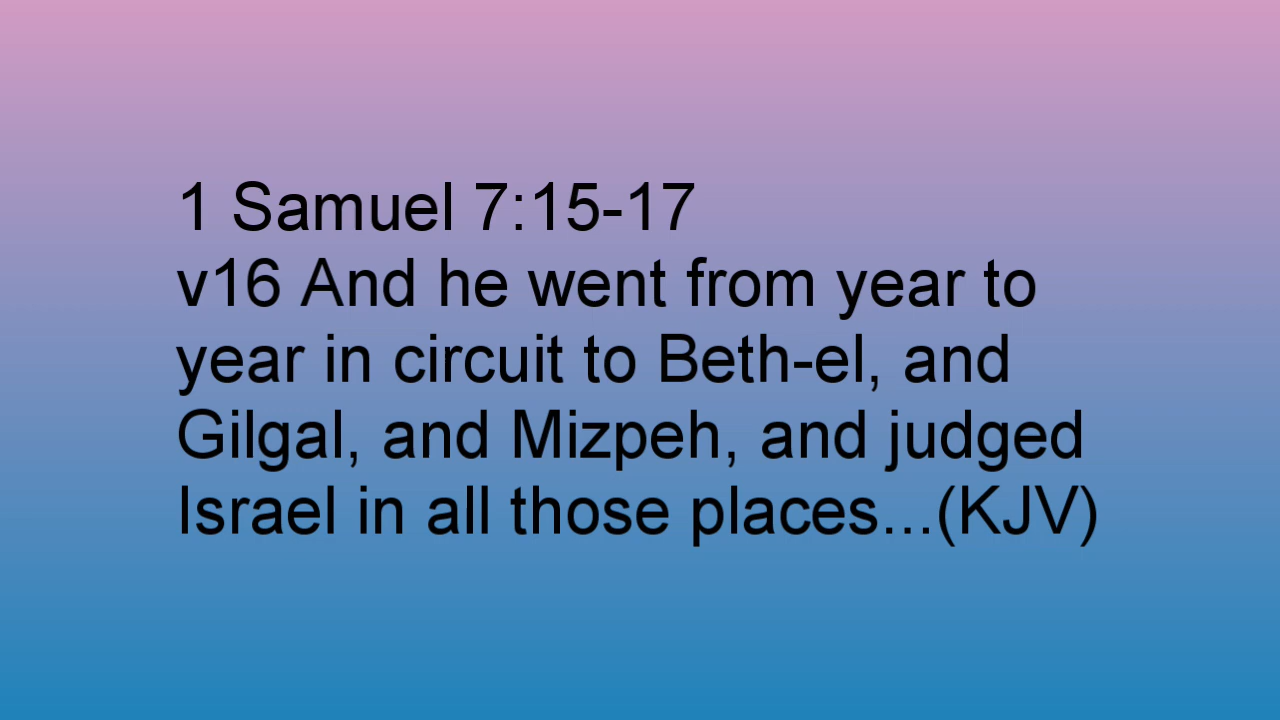 1 Samuel 7:15-17
v16 And he went from year to
year in circuit to Beth-el, and
Gilgal, and Mizpeh, and judged
Israel in all those places...(KJV)